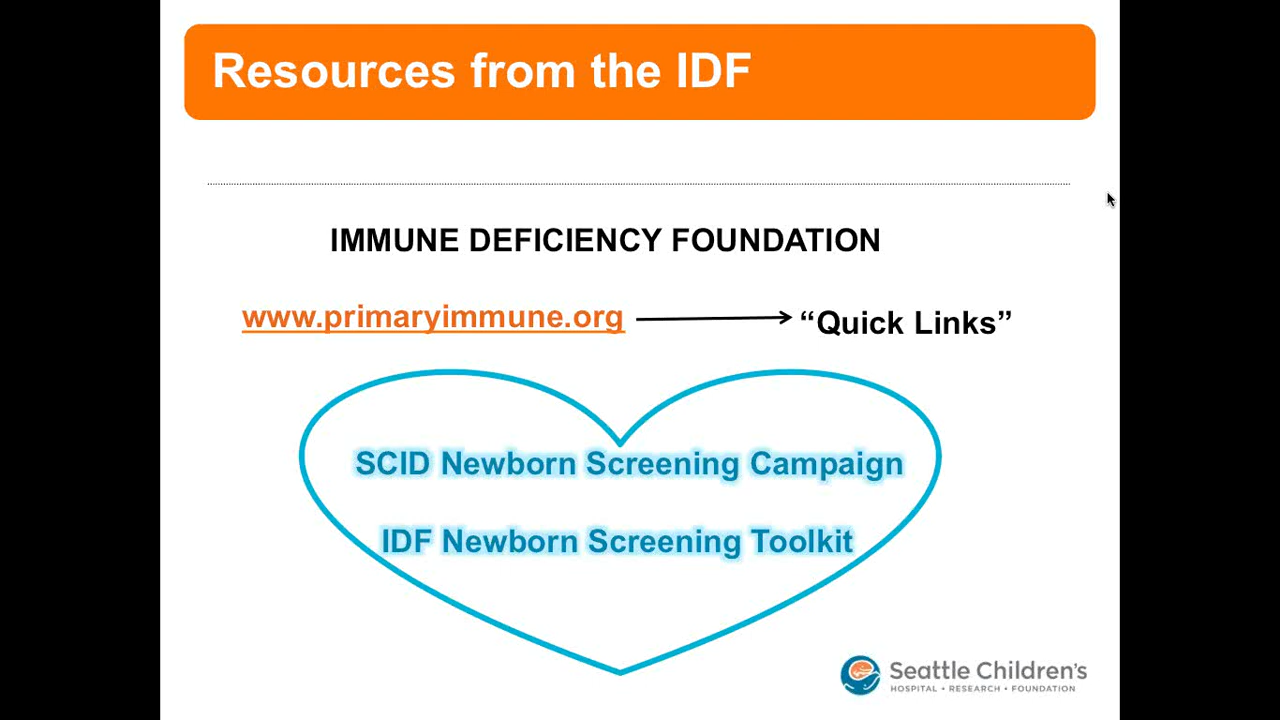 Resources from the IDF
IMMUNE DEFICIENCY FOUNDATION
www.primaryimmune.org “Quick Links”
SCID Newborn Screening Campaign
IDF Newborn Screening Toolkit
Seattle Children’s
HOSPITAL • RESEARCH • FOUNDATION